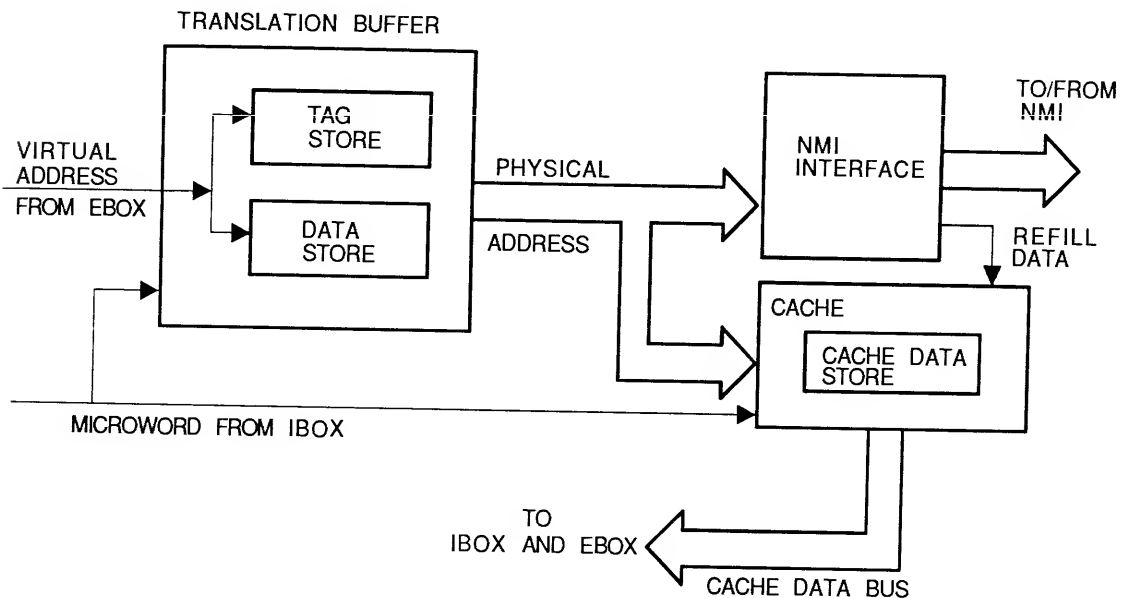 TRANSLATION BUFFER
TAG
STORE
VIRTUAL
ADDRESS
FROM EBOX
DATA
STORE
PHYSICAL
ADDRESS
NMI
INTERFACE
TO/FROM
NMI
REFILL
DATA
CACHE
CACHE DATA
STORE
MICROWORD FROM IBOX
TO
IBOX AND EBOX
CACHE DATA BUS